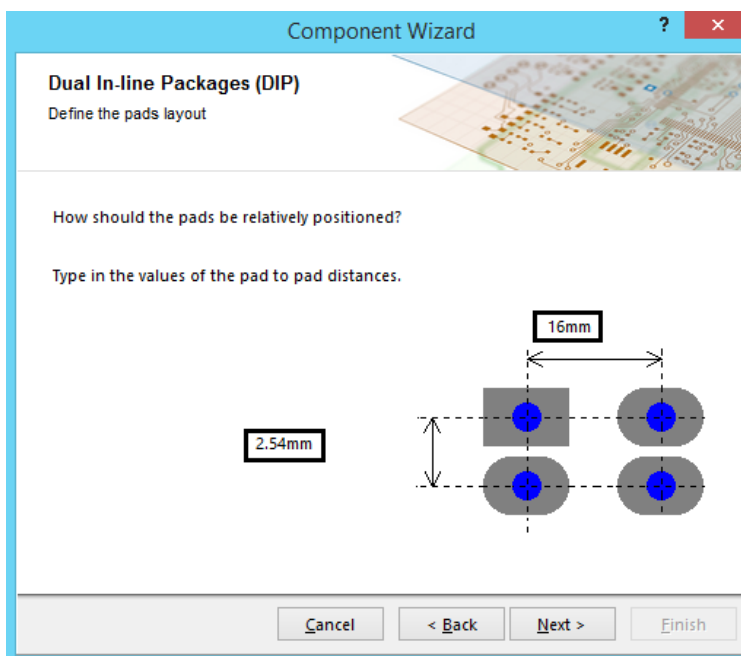 Component Wizard
?
Dual In-line Packages (DIP)
Define the pads layout
How should the pads be relatively positioned?
Type in the values of the pad to pad distances.
16mm
2.54mm
Cancel
< Back
Next >
Finish